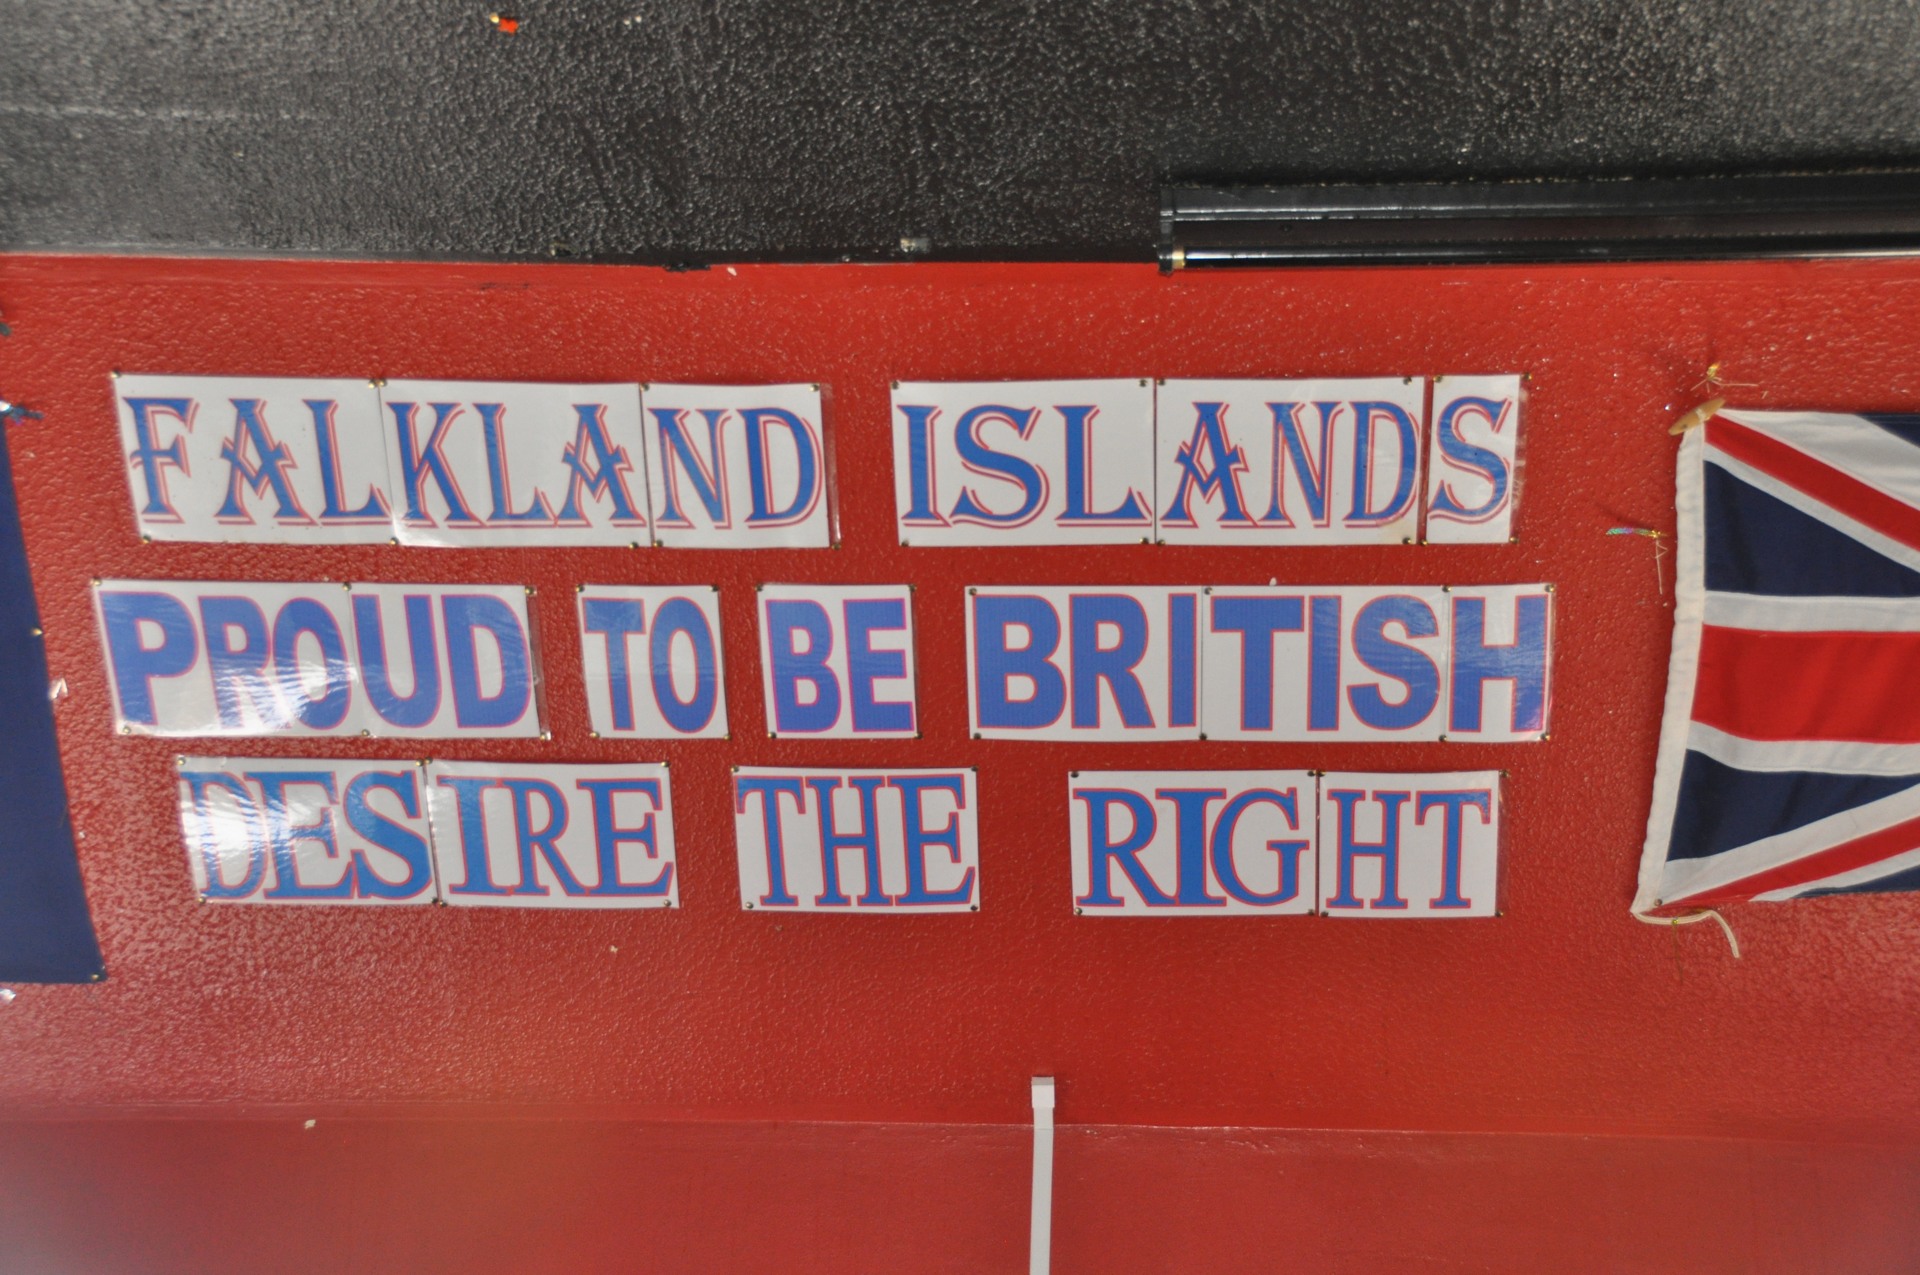 FALKLAND ISLANDS
PROUD TO BE BRITISH
DESIRE THE RIGHT